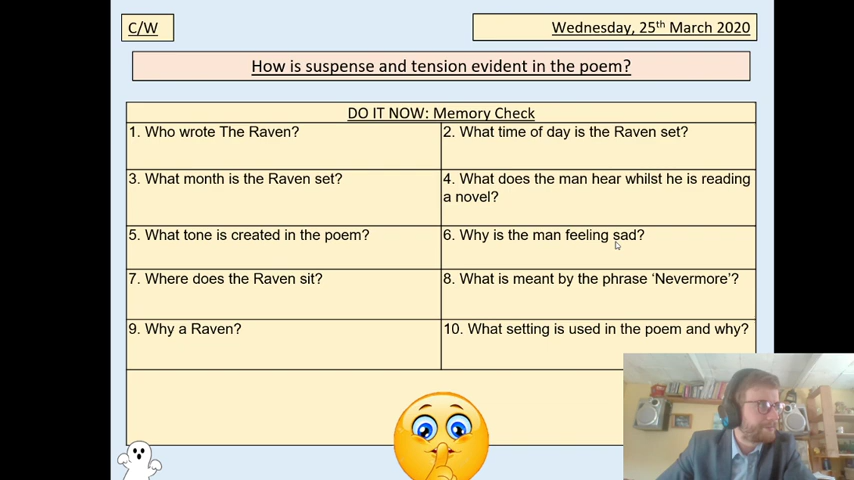 C/W
Wednesday, 25th March 2020
How is suspense and tension evident in the poem?
DO IT NOW: Memory Check
1. Who wrote The Raven?
2. What time of day is the Raven set?
3. What month is the Raven set?
4. What does the man hear whilst he is reading
a novel?
5. What tone is created in the poem?
6. Why is the man feeling sad?
7. Where does the Raven sit?
8. What is meant by the phrase ‘Nevermore’?
9. Why a Raven?
10. What setting is used in the poem and why?